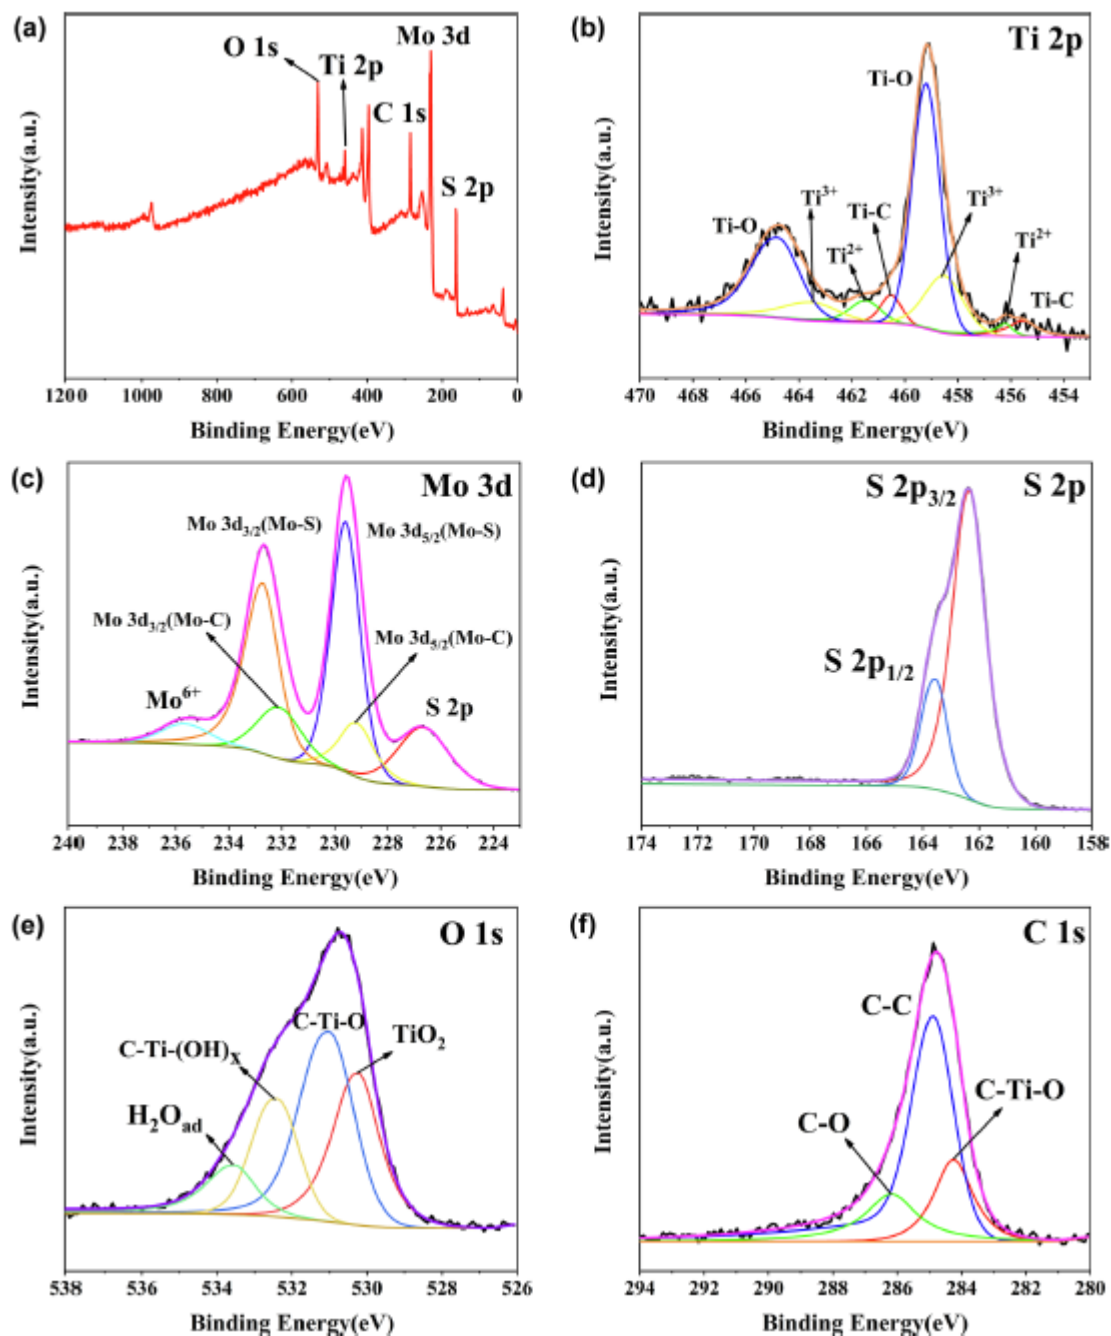 (a)
O 1s
Ti 2p
C 1s
Mo 3d
S 2p
Intensity(a.u.)
1200 1000 800 600 400 200 0
Binding Energy(eV)
(b)
Ti 2p
Ti-O
Ti-O
Ti³⁺
Ti²⁺
Ti-C
Ti³⁺
Ti²⁺
Ti-C
Intensity(a.u.)
470 468 466 464 462 460 458 456 454
Binding Energy(eV)
(c)
Mo 3d
Mo 3d₃/₂(Mo-S)
Mo 3d₅/₂(Mo-S)
Mo 3d₃/₂(Mo-C)
Mo 3d₅/₂(Mo-C)
Mo⁶⁺
S 2p
Intensity(a.u.)
240 238 236 234 232 230 228 226 224
Binding Energy(eV)
(d)
S 2p₃/₂
S 2p
S 2p₁/₂
Intensity(a.u.)
174 172 170 168 166 164 162 160 158
Binding Energy(eV)
(e)
O 1s
C-Ti-O
C-Ti-(OH)ₓ
TiO₂
H₂Oad
Intensity(a.u.)
538 536 534 532 530 528 526
Binding Energy(eV)
(f)
C 1s
C-C
C-Ti-O
C-O
Intensity(a.u.)
294 292 290 288 286 284 282 280
Binding Energy(eV)